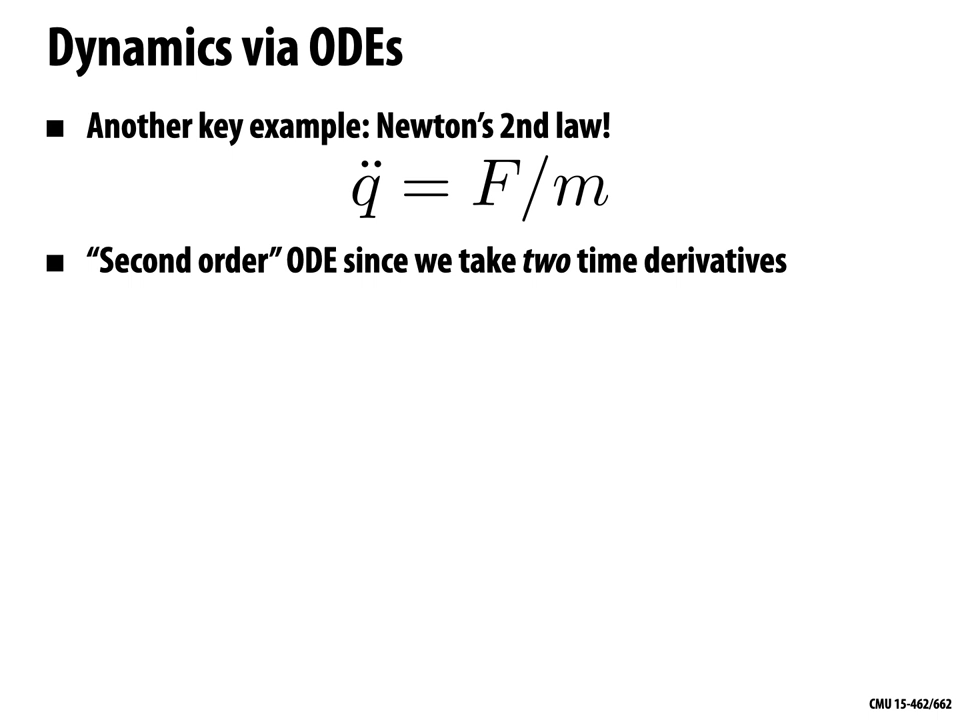 Dynamics via ODEs
■ Another key example: Newton’s 2nd law!
q̈ = F/m
■ “Second order” ODE since we take two time derivatives
CMU 15-462/662